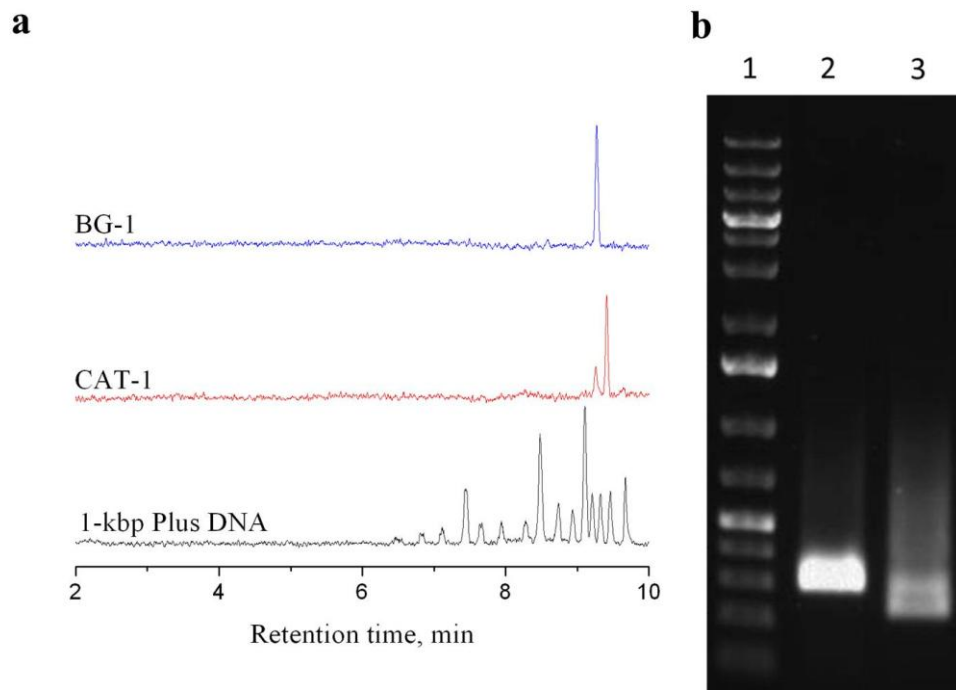 a
BG-1
CAT-1
1-kbp Plus DNA
2 4 6 8 10
Retention time, min
b
1 2 3